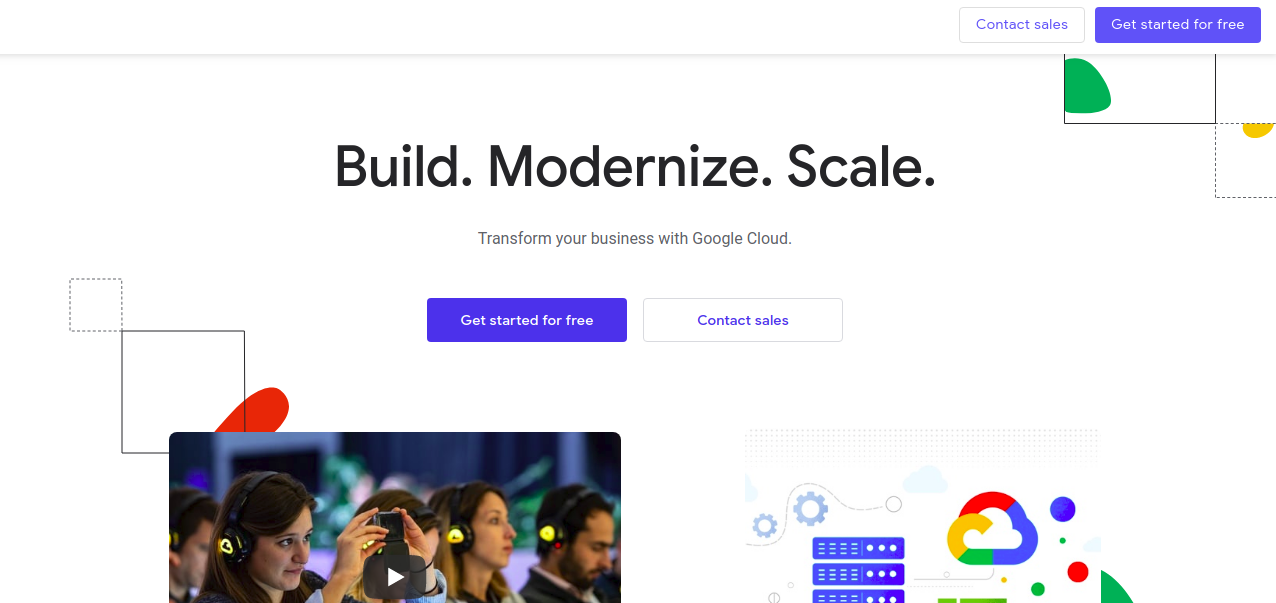 Contact sales
Get started for free
Build. Modernize. Scale.
Transform your business with Google Cloud.
Get started for free
Contact sales